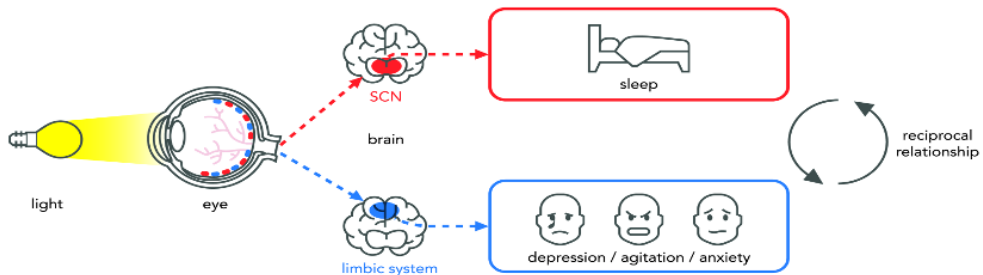 sleep
SCN
brain
reciprocal
relationship
light
eye
depression / agitation / anxiety
limbic system